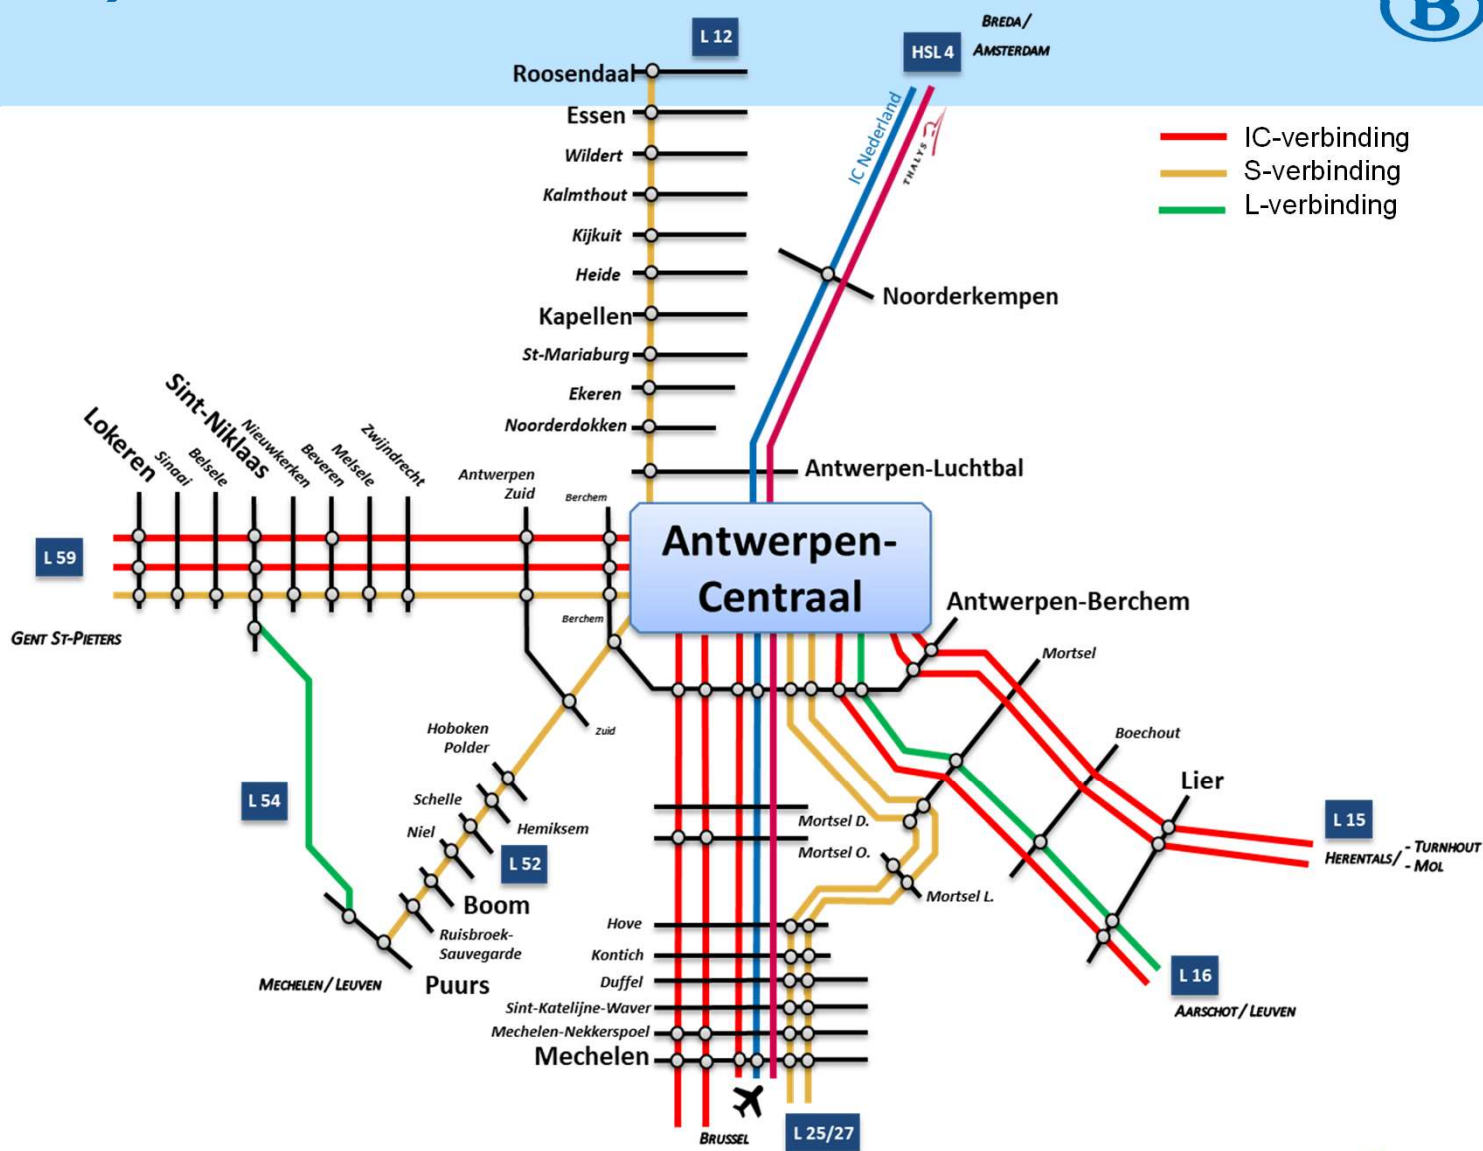 L 12
BREDA/
AMSTERDAM
HSL 4
B
Roosendaal
Essen
Wildert
Kalmthout
Kijkuit
Heide
Kapellen
St-Mariaburg
Ekeren
Noorderdokken
Antwerpen-Luchtbal
IC Nederland
THALYS
Noorderkempen
IC-verbinding
S-verbinding
L-verbinding
Lokeren
Sinaai
Belsele
Sint-Niklaas
Nieuwkerken
Beveren
Melsele
Zwijndrecht
Antwerpen
Zuid
Berchem
L 59
GENT ST-PIETERS
Antwerpen-
Centraal
Berchem
Zuid
Antwerpen-Berchem
Mortsel
Boechout
Lier
L 15
HERENTALS/
- TURNHOUT
- MOL
L 54
Hoboken
Polder
Schelle
Hemiksem
Niel
L 52
Boom
Ruisbroek-
Sauvegarde
Puurs
MECHELEN/LEUVEN
Mortsel D.
Mortsel O.
Mortsel L.
Hove
Kontich
Duffel
Sint-Katelijne-Waver
Mechelen-Nekkerspoel
Mechelen
L 16
AARSCHOT/LEUVEN
BRUSSEL
L 25/27